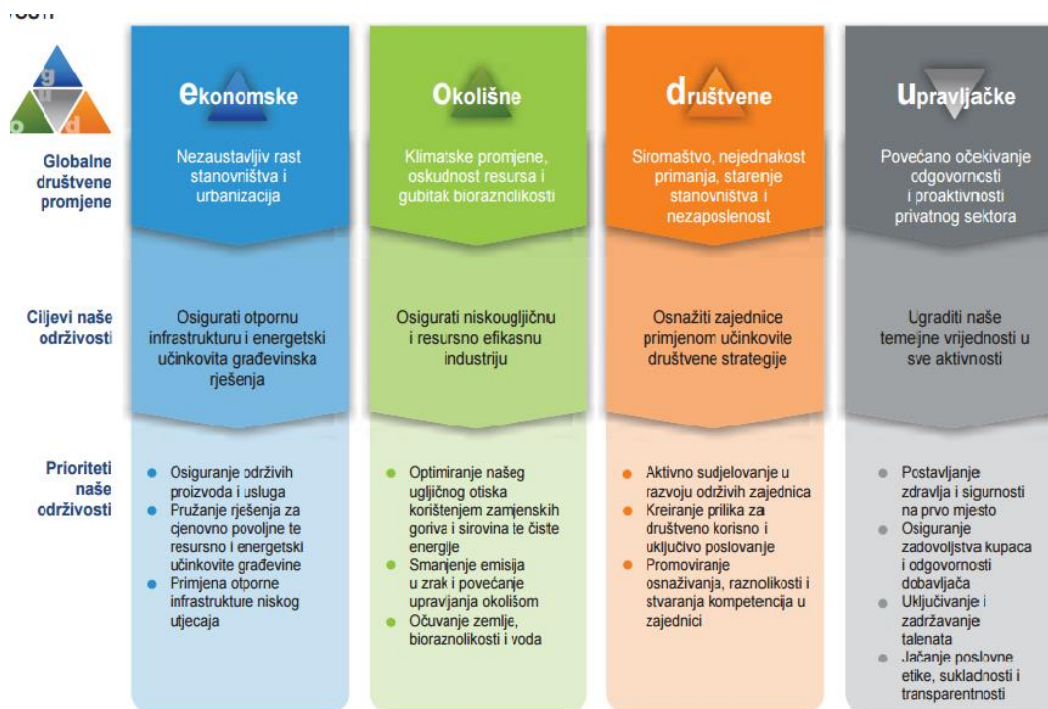 g
u
o d
ekonomske
Okolišne
društvene
Upravljačke
Globalne
društvene
promjene
Nezaustavljiv rast
stanovništva i
urbanizacija
Klimatske promjene,
oskudnost resursa i
gubitak bioraznolikosti
Siromaštvo, nejednakost
primanja, starenje
stanovništva i
nezaposlenost
Povećano očekivanje
odgovornosti
i proaktivnosti
privatnog sektora
Ciljevi naše
održivosti
Osigurati otpornu
infrastrukturu i energetski
učinkovita građevinska
rješenja
Osigurati niskougljičnu
i resursno efikasnu
industriju
Osnažiti zajednice
primjenom učinkovite
društvene strategije
Ugraditi naše
temeljne vrijednosti u
sve aktivnosti
Prioriteti
naše
održivosti
Osiguranje održivih
proizvoda i usluga
Pružanje rješenja za
cjenovno povoljne te
resursno i energetski
učinkovite građevine
Primjena otporne
infrastrukture niskog
utjecaja
Optimiranje našeg
ugljičnog otiska
korištenjem zamjenskih
goriva i sirovina te čiste
energije
Smanjenje emisija
u zrak i povećanje
upravljanja okolišom
Očuvanje zemlje,
bioraznolikosti i voda
Aktivno sudjelovanje u
razvoju održivih zajednica
Kreiranje prilika za
društveno korisno i
uključivo poslovanje
Promoviranje
osnaživanja, raznolikosti i
stvaranja kompetencija u
zajednici
Postavljanje
zdravlja i sigurnosti
na prvo mjesto
Osiguranje
zadovoljstva kupaca
i odgovornosti
dobavljača
Uključivanje i
zadržavanje
talenata
Jačanje poslovne
etike, sukladnosti i
transparentnosti